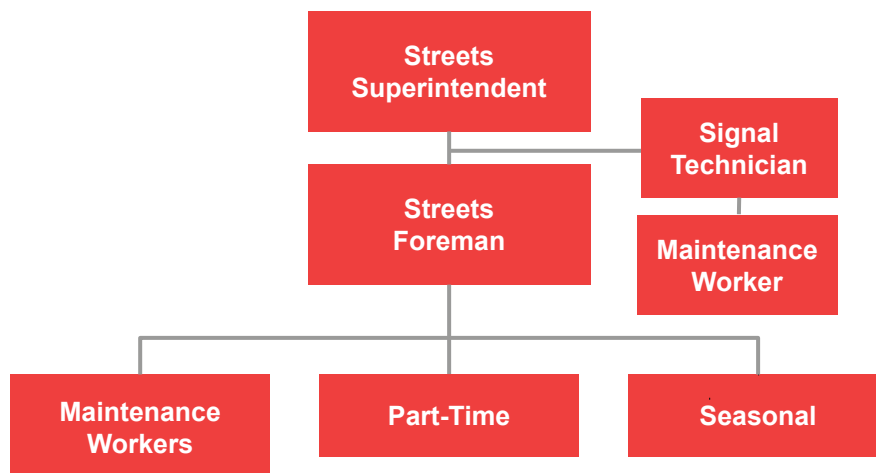 Streets
Superintendent
Signal
Technician
Streets
Foreman
Maintenance
Worker
Maintenance
Workers
Part-Time
Seasonal